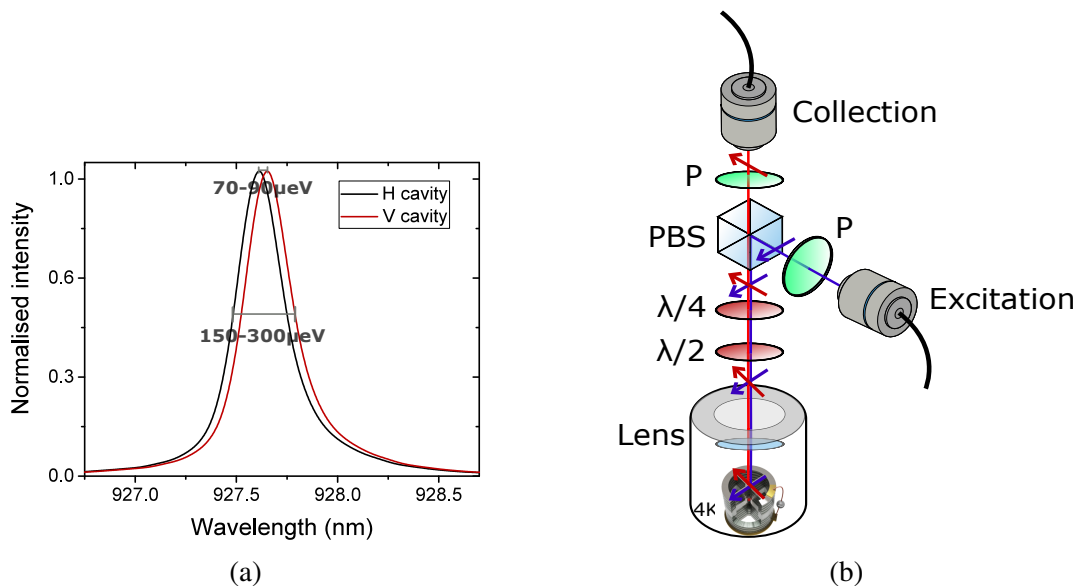 1.0
0.6
0.3
0.0
927.0
927.5
928.0
928.5
Normalised intensity
Wavelength (nm)
70-90μeV
150-300μeV
H cavity
V cavity
(a)
Collection
P
PBS
P
Excitation
λ/4
λ/2
Lens
4K
(b)